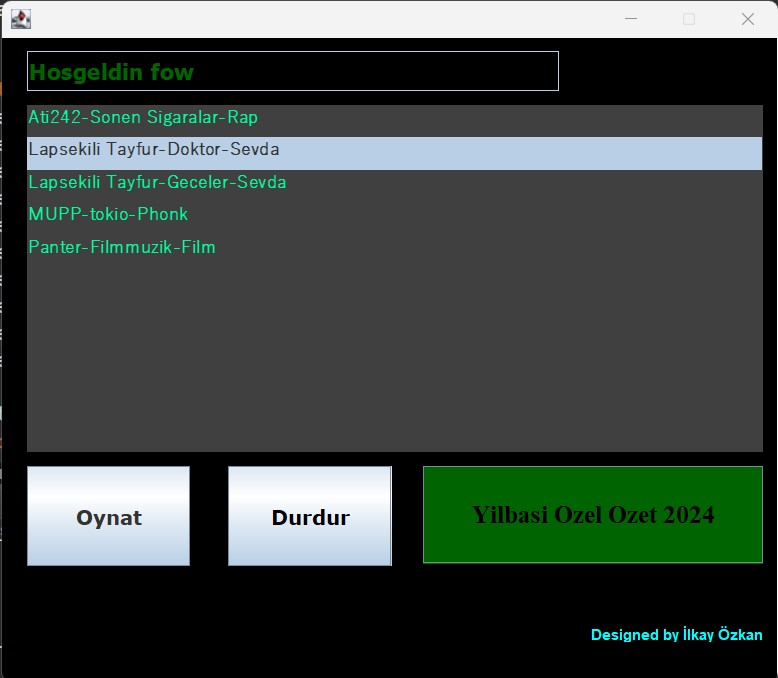 Hosgeldin fow
Ati242-Sonen Sigaralar-Rap
Lapsekili Tayfur-Doktor-Sevda
Lapsekili Tayfur-Geceler-Sevda
MUPP-tokio-Phonk
Panter-Filmmuzik-Film
Oynat
Durdur
Yilbasi Ozel Ozet 2024
Designed by İlkay Özkan